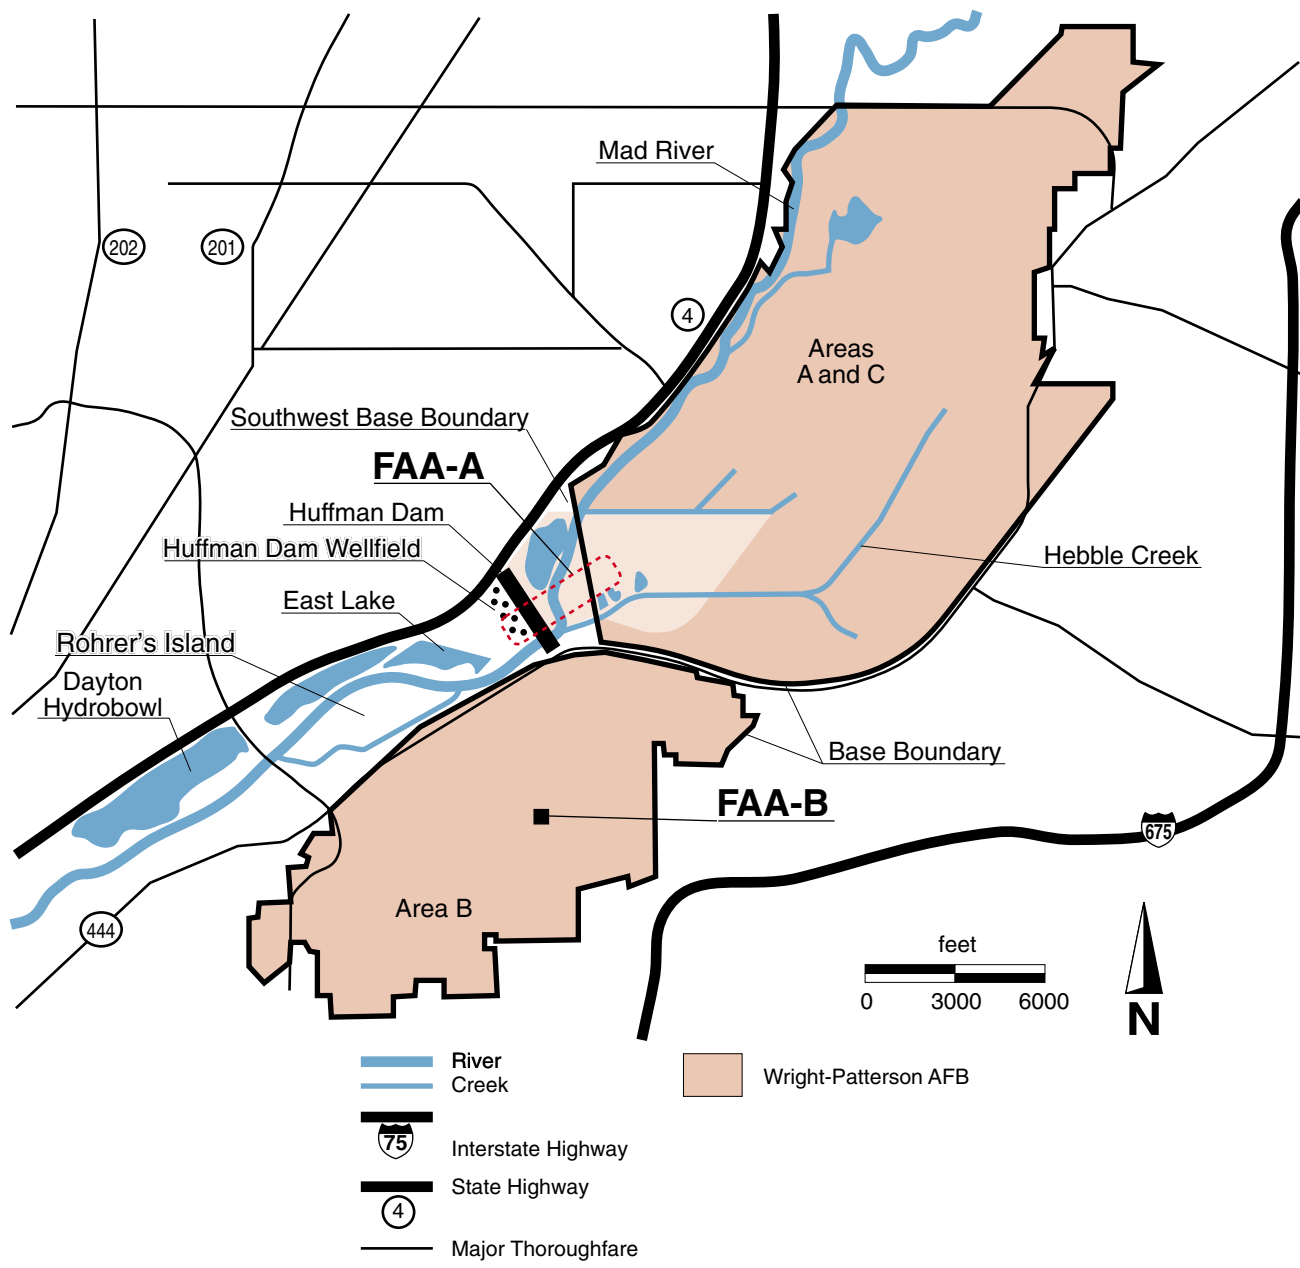 Mad River
202
201
4
Areas
A and C
Southwest Base Boundary
FAA-A
Huffman Dam
Huffman Dam Wellfield
Hebble Creek
East Lake
Rohrer's Island
Dayton
Hydrobowl
Base Boundary
FAA-B
675
Area B
444
feet
0 3000 6000
N
River
Creek
Wright-Patterson AFB
75
Interstate Highway
State Highway
4
Major Thoroughfare